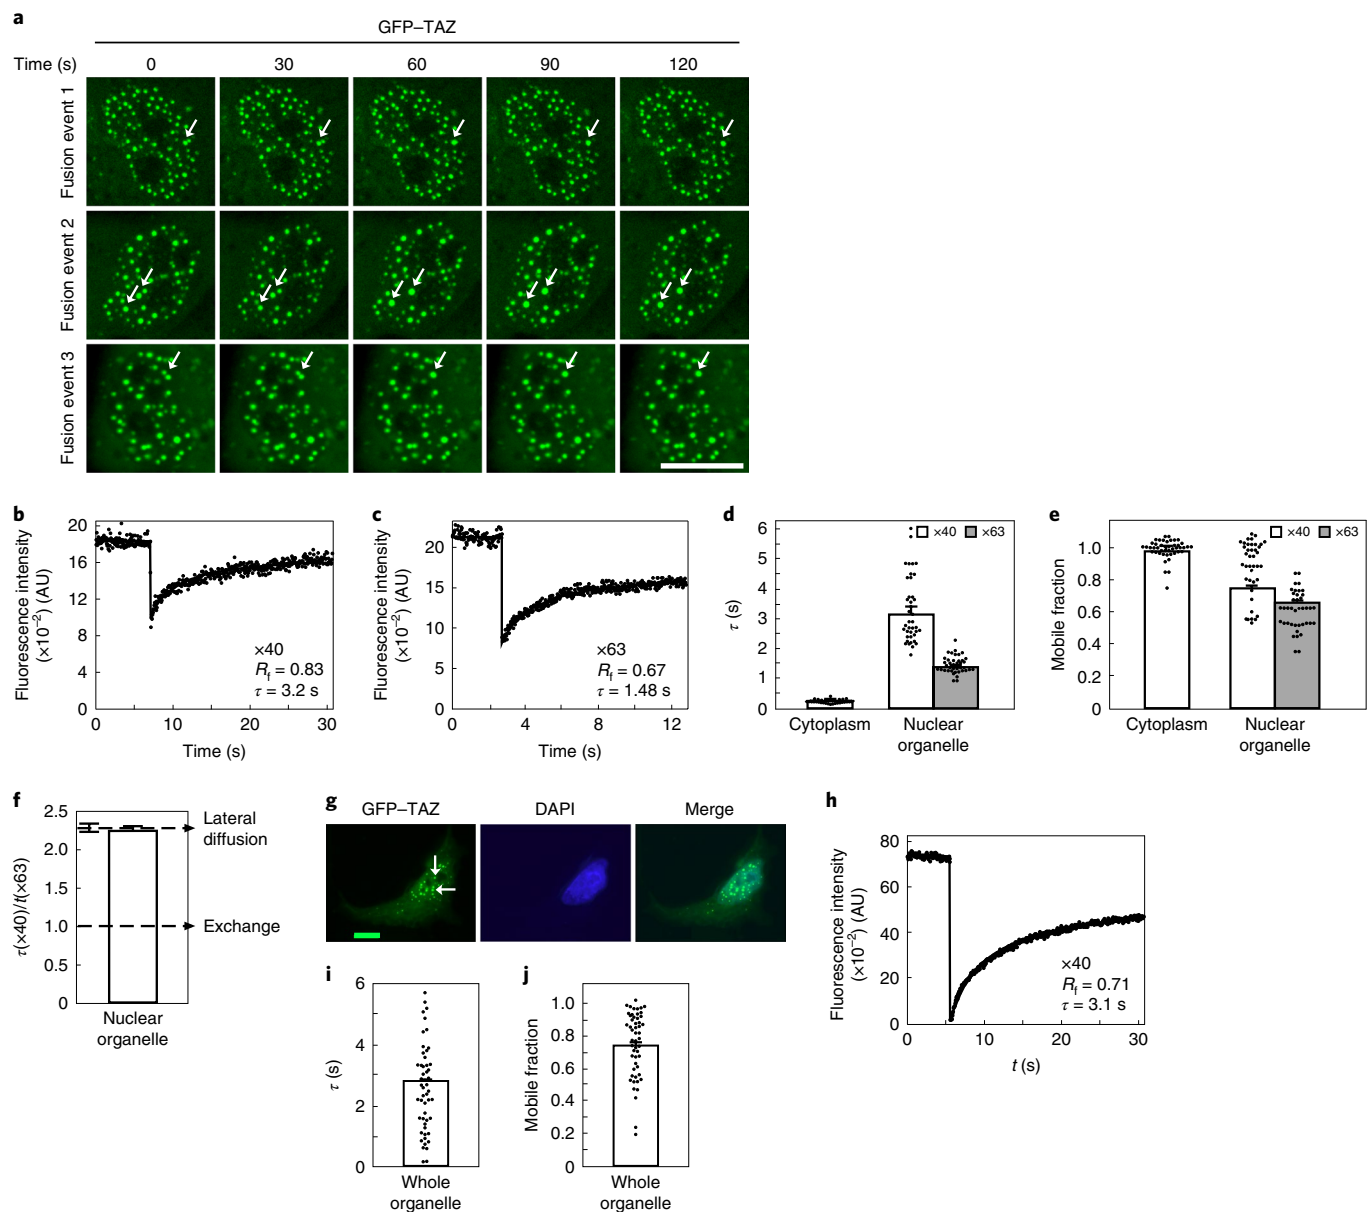 a
GFP–TAZ
Time (s) 0 30 60 90 120
Fusion event 1
Fusion event 2
Fusion event 3
b
Fluorescence intensity
(×10⁻²) (AU)
20
16
12
8
4
0
×40
Rf = 0.83
τ = 3.2 s
0 10 20 30
Time (s)
c
Fluorescence intensity
(×10⁻²) (AU)
20
15
10
5
0
×63
Rf = 0.67
τ = 1.48 s
0 4 8 12
Time (s)
d
τ (s)
6
5
4
3
2
1
0
×40 ×63
Cytoplasm Nuclear
organelle
e
Mobile fraction
1.0
0.8
0.6
0.4
0.2
0
×40 ×63
Cytoplasm Nuclear
organelle
f
τ(×40)/t(×63)
2.5
2.0
1.5
1.0
0.5
0
Lateral
diffusion
Exchange
Nuclear
organelle
g
GFP–TAZ DAPI Merge
h
Fluorescence intensity
(×10⁻²) (AU)
80
60
40
20
0
×40
Rf = 0.71
τ = 3.1 s
0 10 20 30
t (s)
i
τ (s)
6
4
2
0
Whole
organelle
j
Mobile fraction
1.0
0.8
0.6
0.4
0.2
0
Whole
organelle